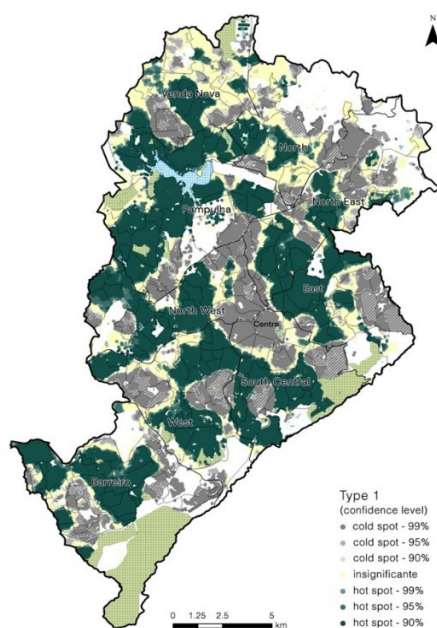 N
Venda Nova
North
North East
Pampulha
East
North West
Centre
South Central
West
Barreiro
Type 1
(confidence level)
cold spot - 99%
cold spot - 95%
cold spot - 90%
insignificante
hot spot - 99%
hot spot - 95%
hot spot - 90%
0 1.25 2.5 5
km